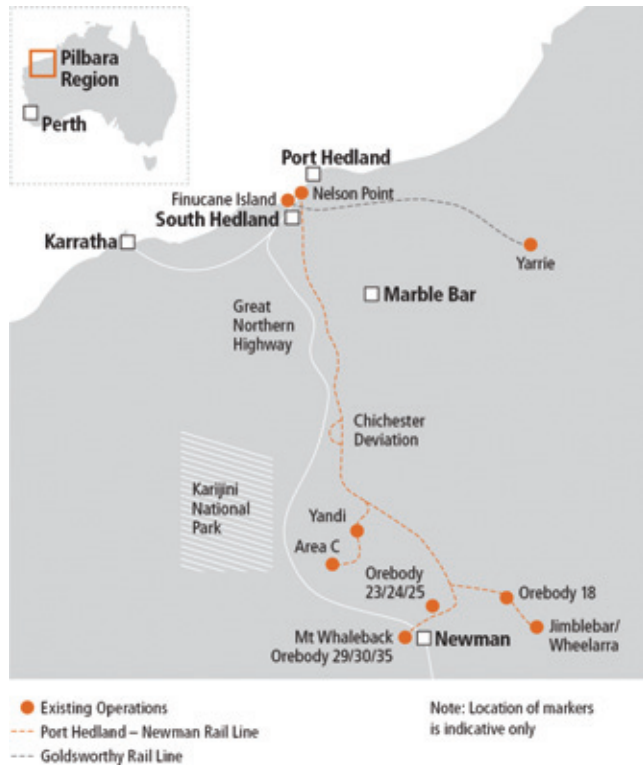 Pilbara
Region
Perth
Port Hedland
Finucane Island
Nelson Point
South Hedland
Karratha
Yarrie
Marble Bar
Great
Northern
Highway
Chichester
Deviation
Karijini
National
Park
Yandi
Area C
Orebody
23/24/25
Orebody 18
Jimblebar/
Wheelarra
Mt Whaleback
Orebody 29/30/35
Newman
Existing Operations
Port Hedland – Newman Rail Line
Goldsworthy Rail Line
Note: Location of markers
is indicative only